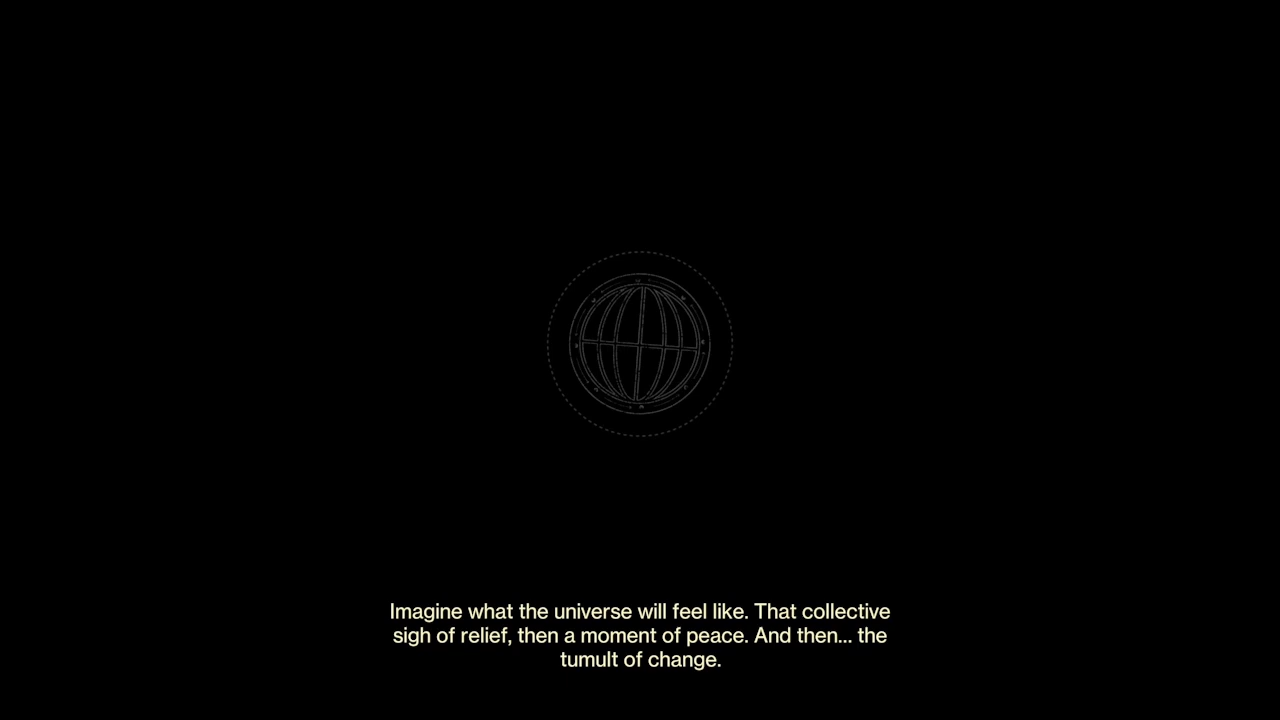 Imagine what the universe will feel like. That collective
sigh of relief, then a moment of peace. And then... the
tumult of change.